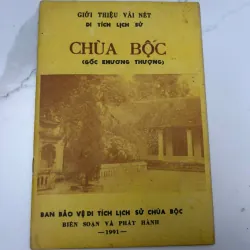 GIỚI THIỆU VÀI NÉT
DI TÍCH LỊCH SỬ
CHÙA BỘC
(GỐC KHƯƠNG THƯỢNG)
BAN BẢO VỆ DI TÍCH LỊCH SỬ CHÙA BỘC
BIÊN SOẠN VÀ PHÁT HÀNH
—1991—